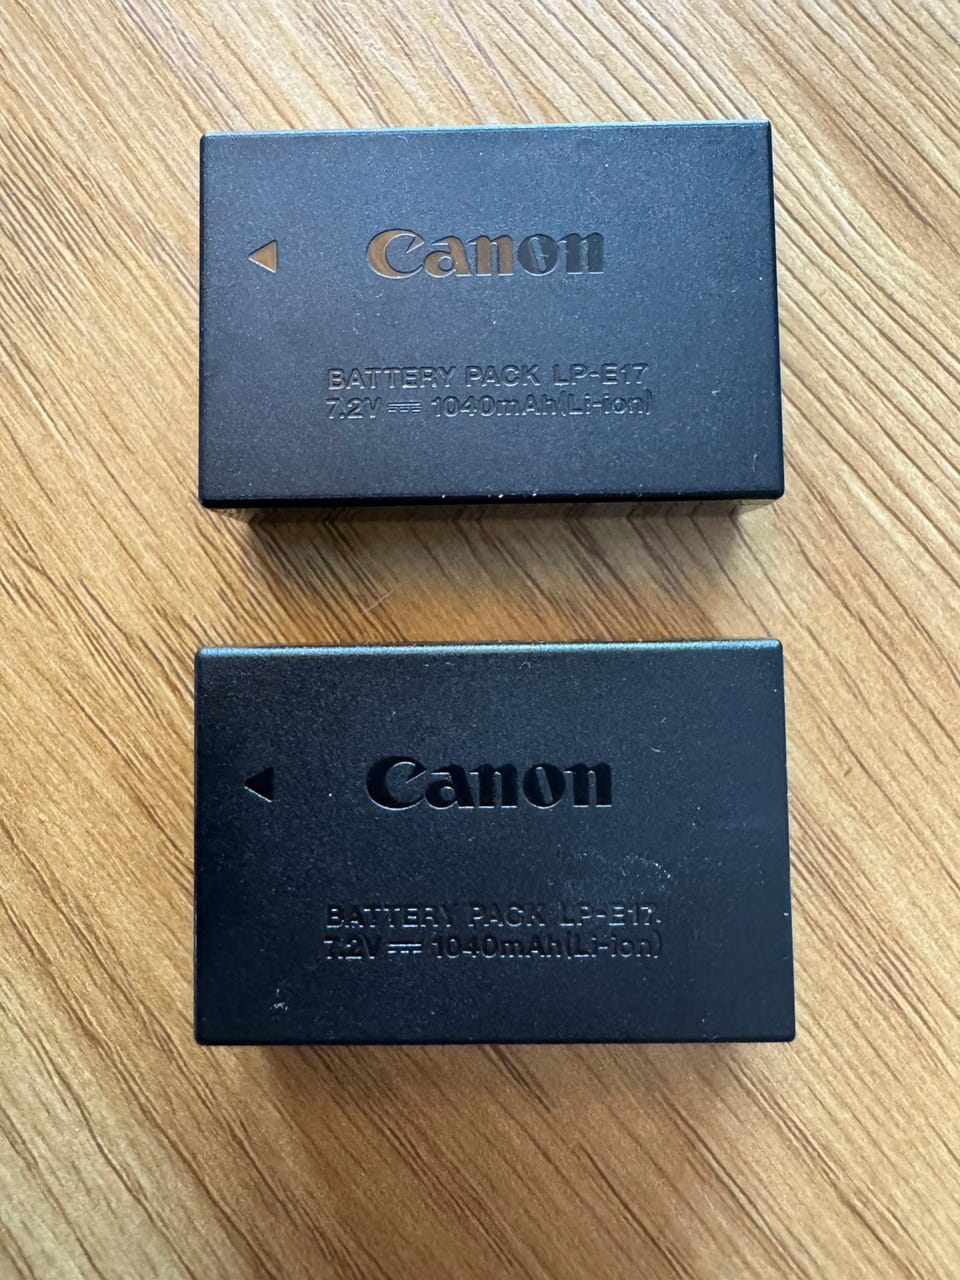 Canon
BATTERY PACK LP-E17
7.2V ⎓ 1040mAh(Li-ion)
Canon
BATTERY PACK LP-E17
7.2V ⎓ 1040mAh(Li-ion)